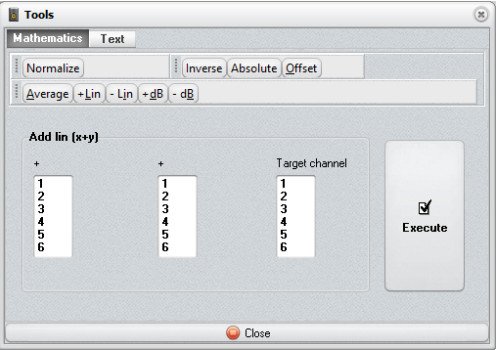 Tools
Mathematics Text
Normalize Inverse Absolute Offset
Average +Lin - Lin +dB - dB
Add lin (x+y)
+ + Target channel
1 1 1
2 2 2
3 3 3
4 4 4
5 5 5
6 6 6
Execute
Close